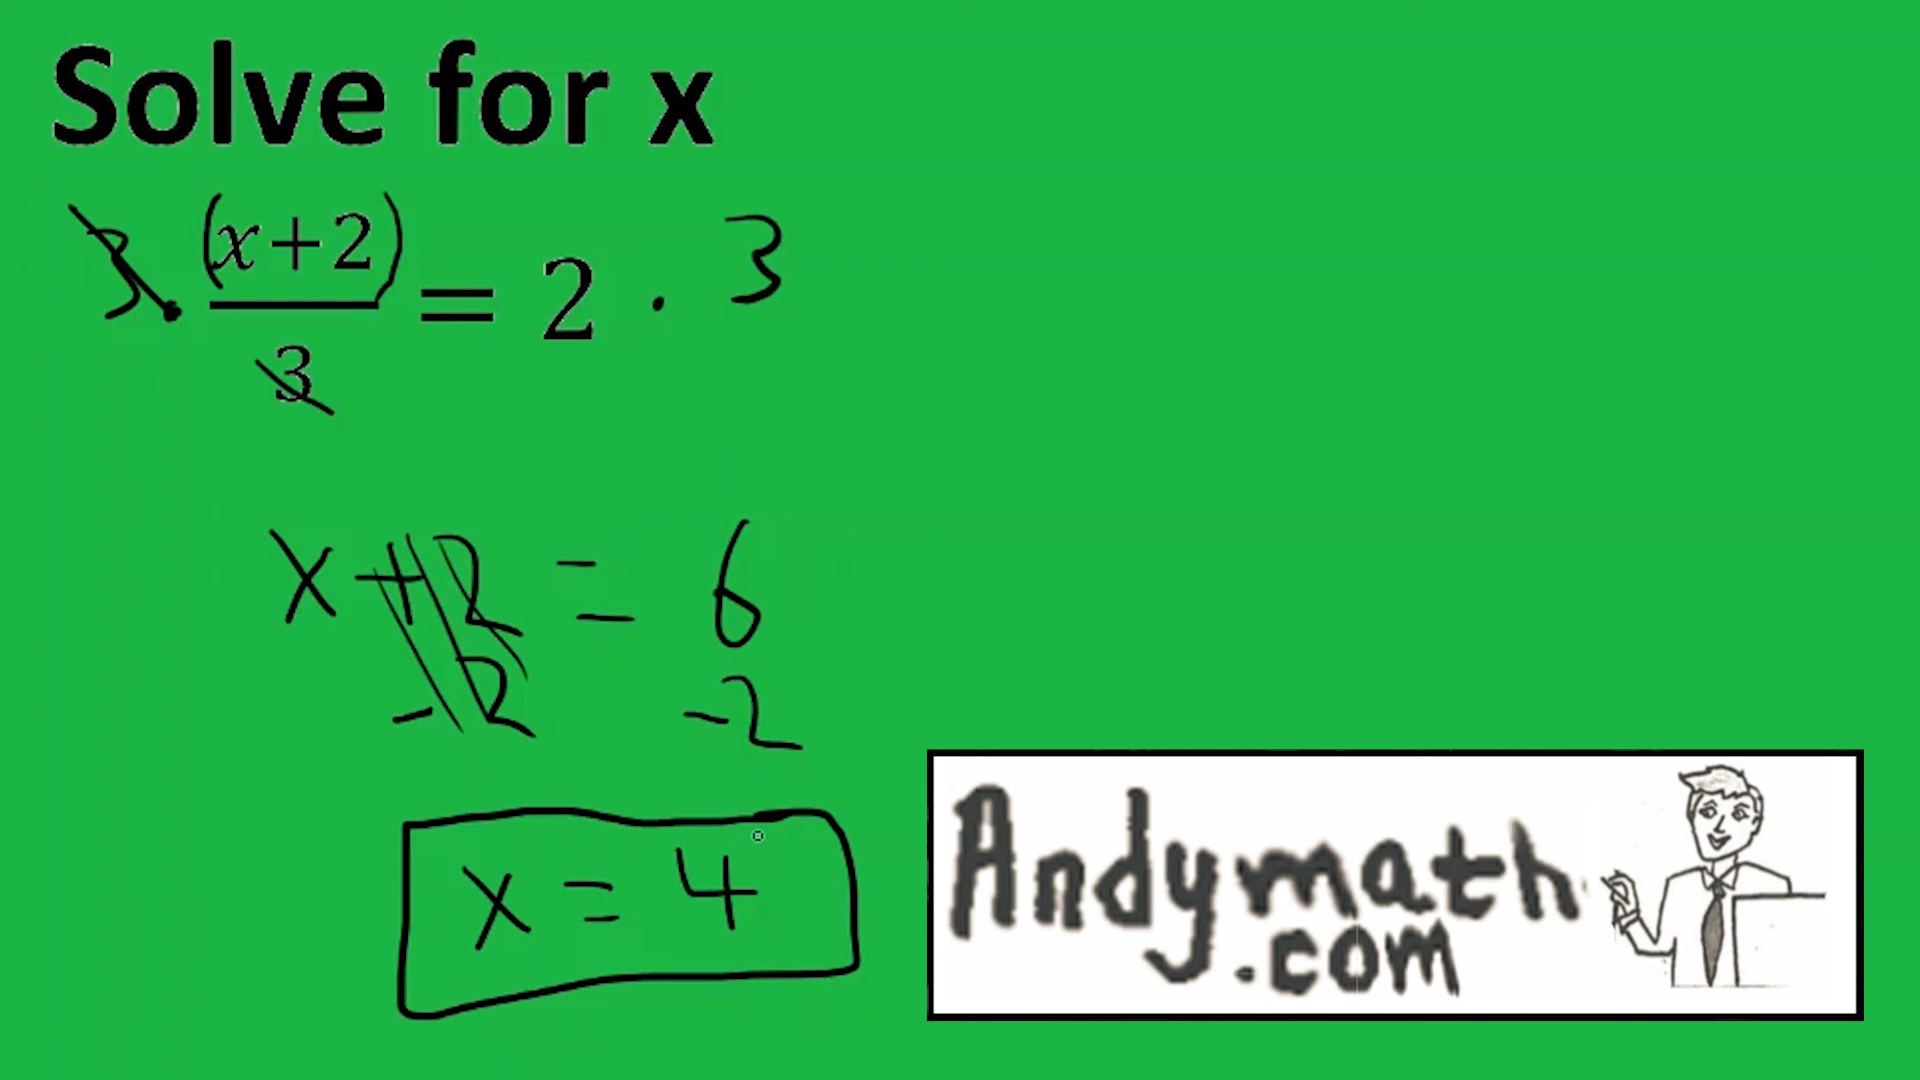 Solve for x
3 · (x+2)/3 = 2 · 3
x + 2 = 6
- 2 -2
x = 4
Andymath
.com